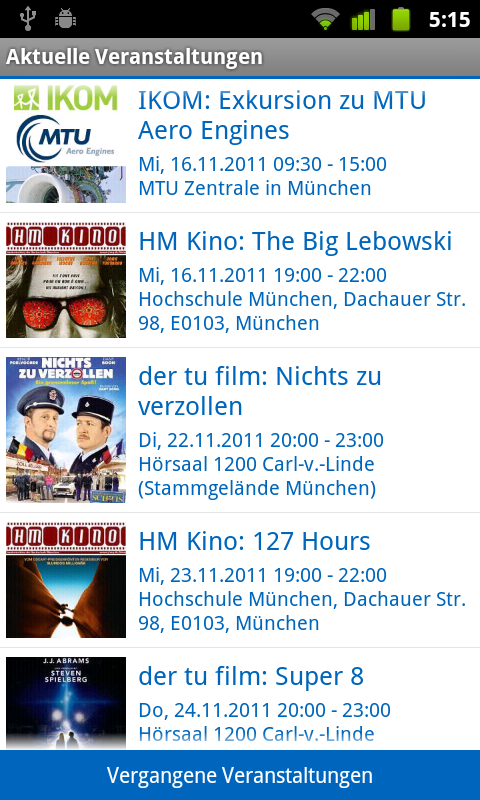 5:15
Aktuelle Veranstaltungen
IKOM
MTU
Aero Engines
IKOM: Exkursion zu MTU
Aero Engines
Mi, 16.11.2011 09:30 - 15:00
MTU Zentrale in München
HM KINO
HM Kino: The Big Lebowski
Mi, 16.11.2011 19:00 - 22:00
Hochschule München, Dachauer Str.
98, E0103, München
NICHTS
ZU VERZOLLEN
der tu film: Nichts zu
verzollen
Di, 22.11.2011 20:00 - 23:00
Hörsaal 1200 Carl-v.-Linde
(Stammgelände München)
HM KINO
HM Kino: 127 Hours
Mi, 23.11.2011 19:00 - 22:00
Hochschule München, Dachauer Str.
98, E0103, München
J.J. ABRAMS
STEVEN
SPIELBERG
der tu film: Super 8
Do, 24.11.2011 20:00 - 23:00
Hörsaal 1200 Carl-v.-Linde
Vergangene Veranstaltungen